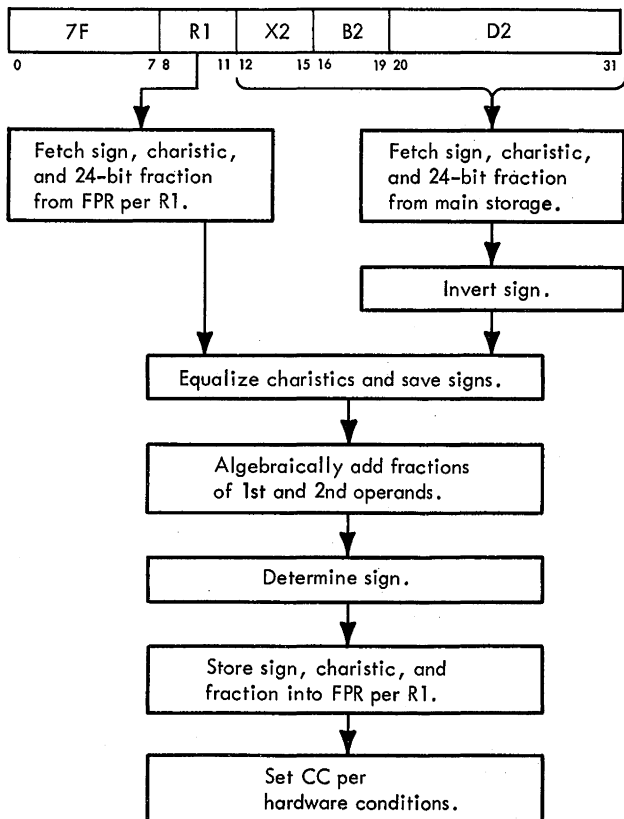 7F R1 X2 B2 D2
0 7 8 11 12 15 16 19 20 31
Fetch sign, charistic,
and 24-bit fraction
from FPR per R1.
Fetch sign, charistic,
and 24-bit fraction
from main storage.
Invert sign.
Equalize charistics and save signs.
Algebraically add fractions
of 1st and 2nd operands.
Determine sign.
Store sign, charistic, and
fraction into FPR per R1.
Set CC per
hardware conditions.